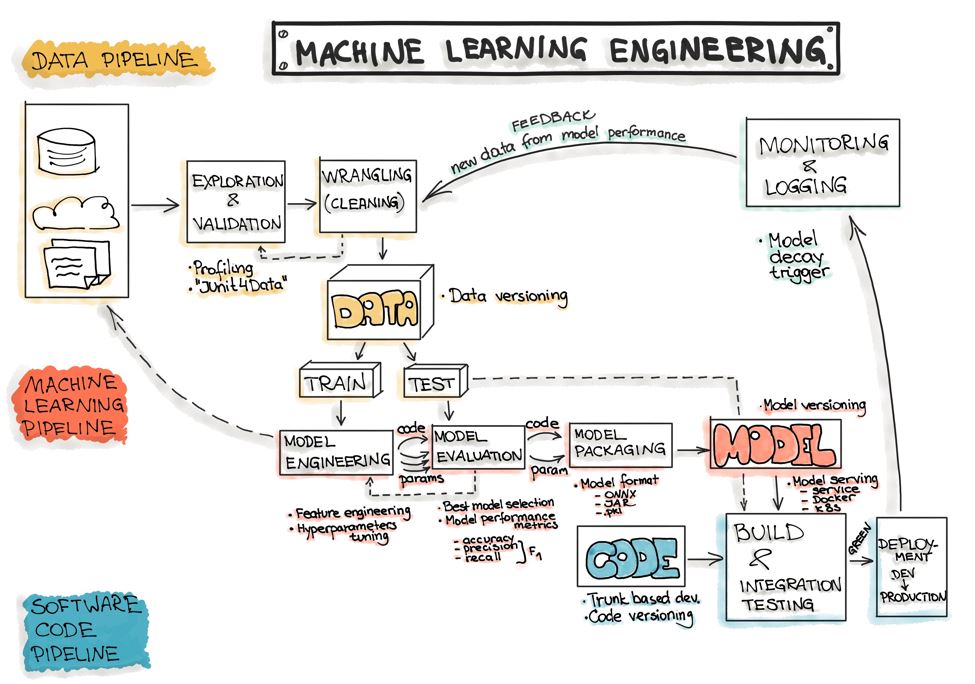 DATA PIPELINE
MACHINE LEARNING ENGINEERING
EXPLORATION
&
VALIDATION
• Profiling
• "JUnit4Data"
WRANGLING
(CLEANING)
FEEDBACK
new data from model performance
MONITORING
&
LOGGING
• Model
decay
trigger
DATA
• Data versioning
TRAIN
TEST
MACHINE
LEARNING
PIPELINE
MODEL
ENGINEERING
• Feature engineering
• Hyperparameters
tuning
code
params
MODEL
EVALUATION
• Best model selection
• Model performance
metrics
- accuracy
- precision
- recall
F1
code
param
MODEL
PACKAGING
• Model format
- ONNX
- JAR
- .pkl
• Model versioning
MODEL
• Model serving
- service
- Docker
- K8s
CODE
• Trunk based dev.
• Code versioning
BUILD
&
INTEGRATION
TESTING
GREEN
DEPLOY-
MENT
DEV
PRODUCTION
SOFTWARE
CODE
PIPELINE